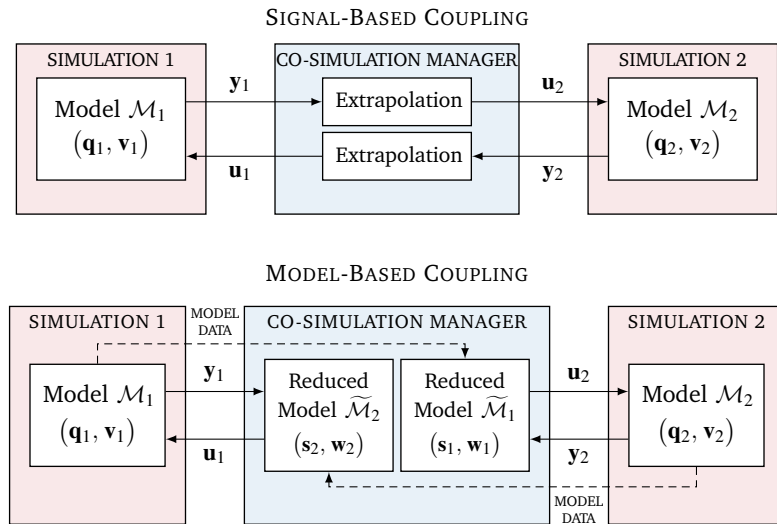 SIGNAL-BASED COUPLING
SIMULATION 1
CO-SIMULATION MANAGER
SIMULATION 2
Model ℳ₁
(q₁, v₁)
y₁
u₁
Extrapolation
Extrapolation
u₂
y₂
Model ℳ₂
(q₂, v₂)
MODEL-BASED COUPLING
SIMULATION 1
MODEL
DATA
CO-SIMULATION MANAGER
SIMULATION 2
Model ℳ₁
(q₁, v₁)
y₁
u₁
Reduced
Model ℳ̃₂
(s₂, w₂)
Reduced
Model ℳ̃₁
(s₁, w₁)
u₂
y₂
Model ℳ₂
(q₂, v₂)
MODEL
DATA